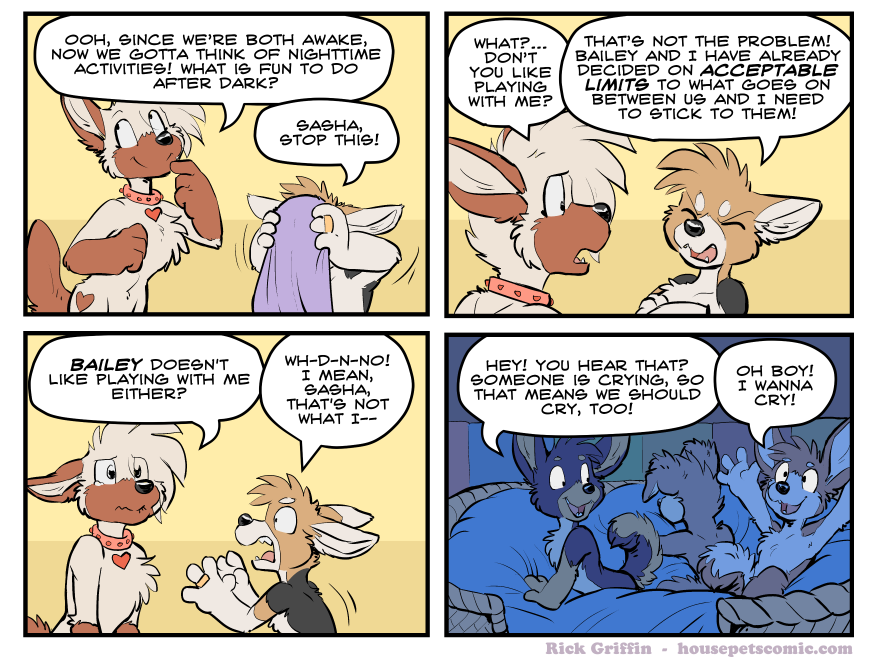 OOH, SINCE WE'RE BOTH AWAKE,
NOW WE GOTTA THINK OF NIGHTTIME
ACTIVITIES! WHAT IS FUN TO DO
AFTER DARK?
SASHA,
STOP THIS!
WHAT?...
DON'T
YOU LIKE
PLAYING
WITH ME?
THAT'S NOT THE PROBLEM!
BAILEY AND I HAVE ALREADY
DECIDED ON ACCEPTABLE
LIMITS TO WHAT GOES ON
BETWEEN US AND I NEED
TO STICK TO THEM!
BAILEY DOESN'T
LIKE PLAYING WITH ME
EITHER?
WH-D-N-NO!
I MEAN,
SASHA,
THAT'S NOT
WHAT I--
HEY! YOU HEAR THAT?
SOMEONE IS CRYING, SO
THAT MEANS WE SHOULD
CRY, TOO!
OH BOY!
I WANNA
CRY!
Rick Griffin - housepetscomic.com